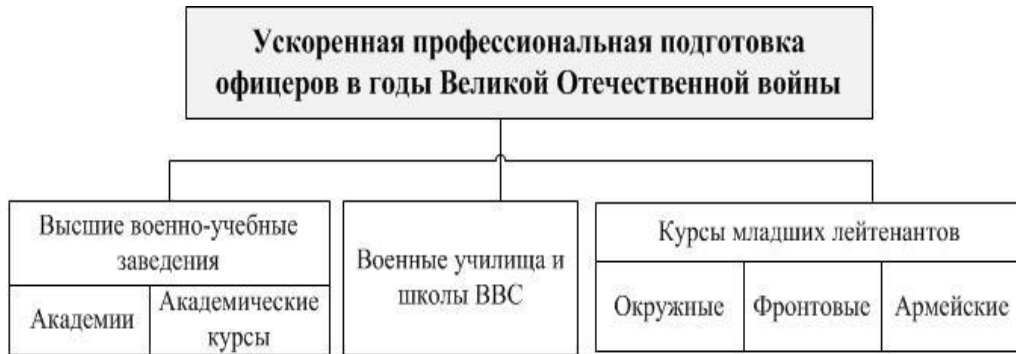 Ускоренная профессиональная подготовка
офицеров в годы Великой Отечественной войны
Высшие военно-учебные
заведения
Академии
Академические
курсы
Военные училища и
школы ВВС
Курсы младших лейтенантов
Окружные
Фронтовые
Армейские